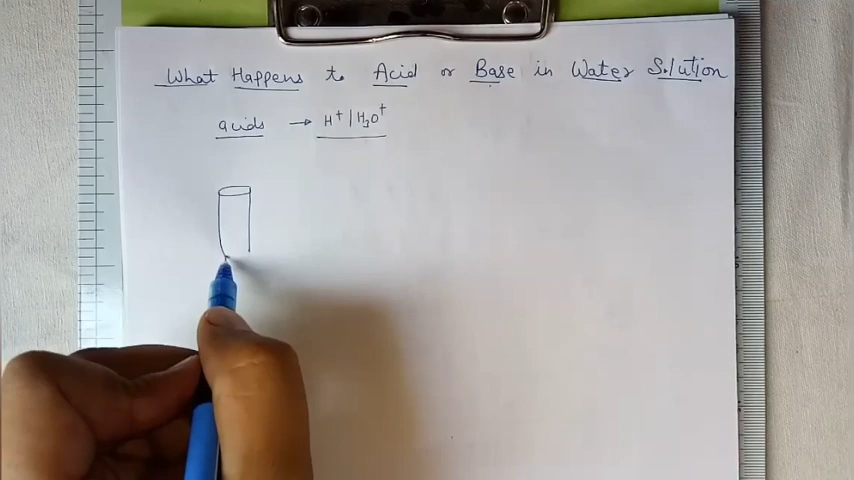 What Happens to Acid or Base in Water Solution
acids → H⁺ / H₃O⁺